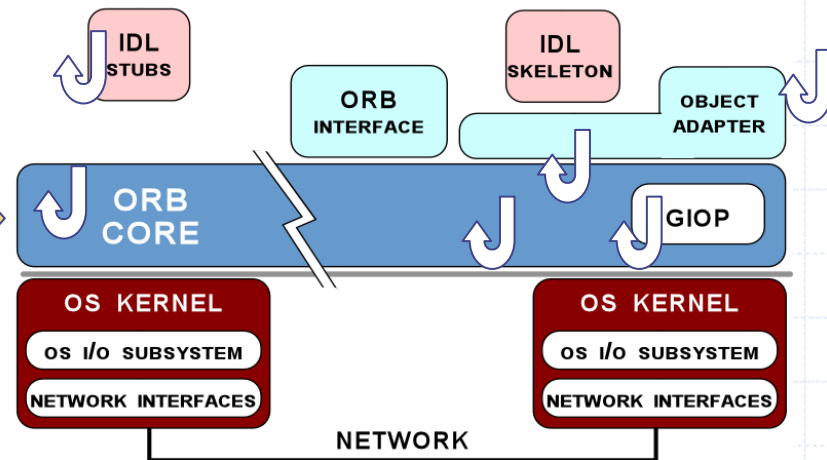 IDL
STUBS
IDL
SKELETON
ORB
INTERFACE
OBJECT
ADAPTER
ORB
CORE
GIOP
OS KERNEL
OS I/O SUBSYSTEM
NETWORK INTERFACES
OS KERNEL
OS I/O SUBSYSTEM
NETWORK INTERFACES
NETWORK